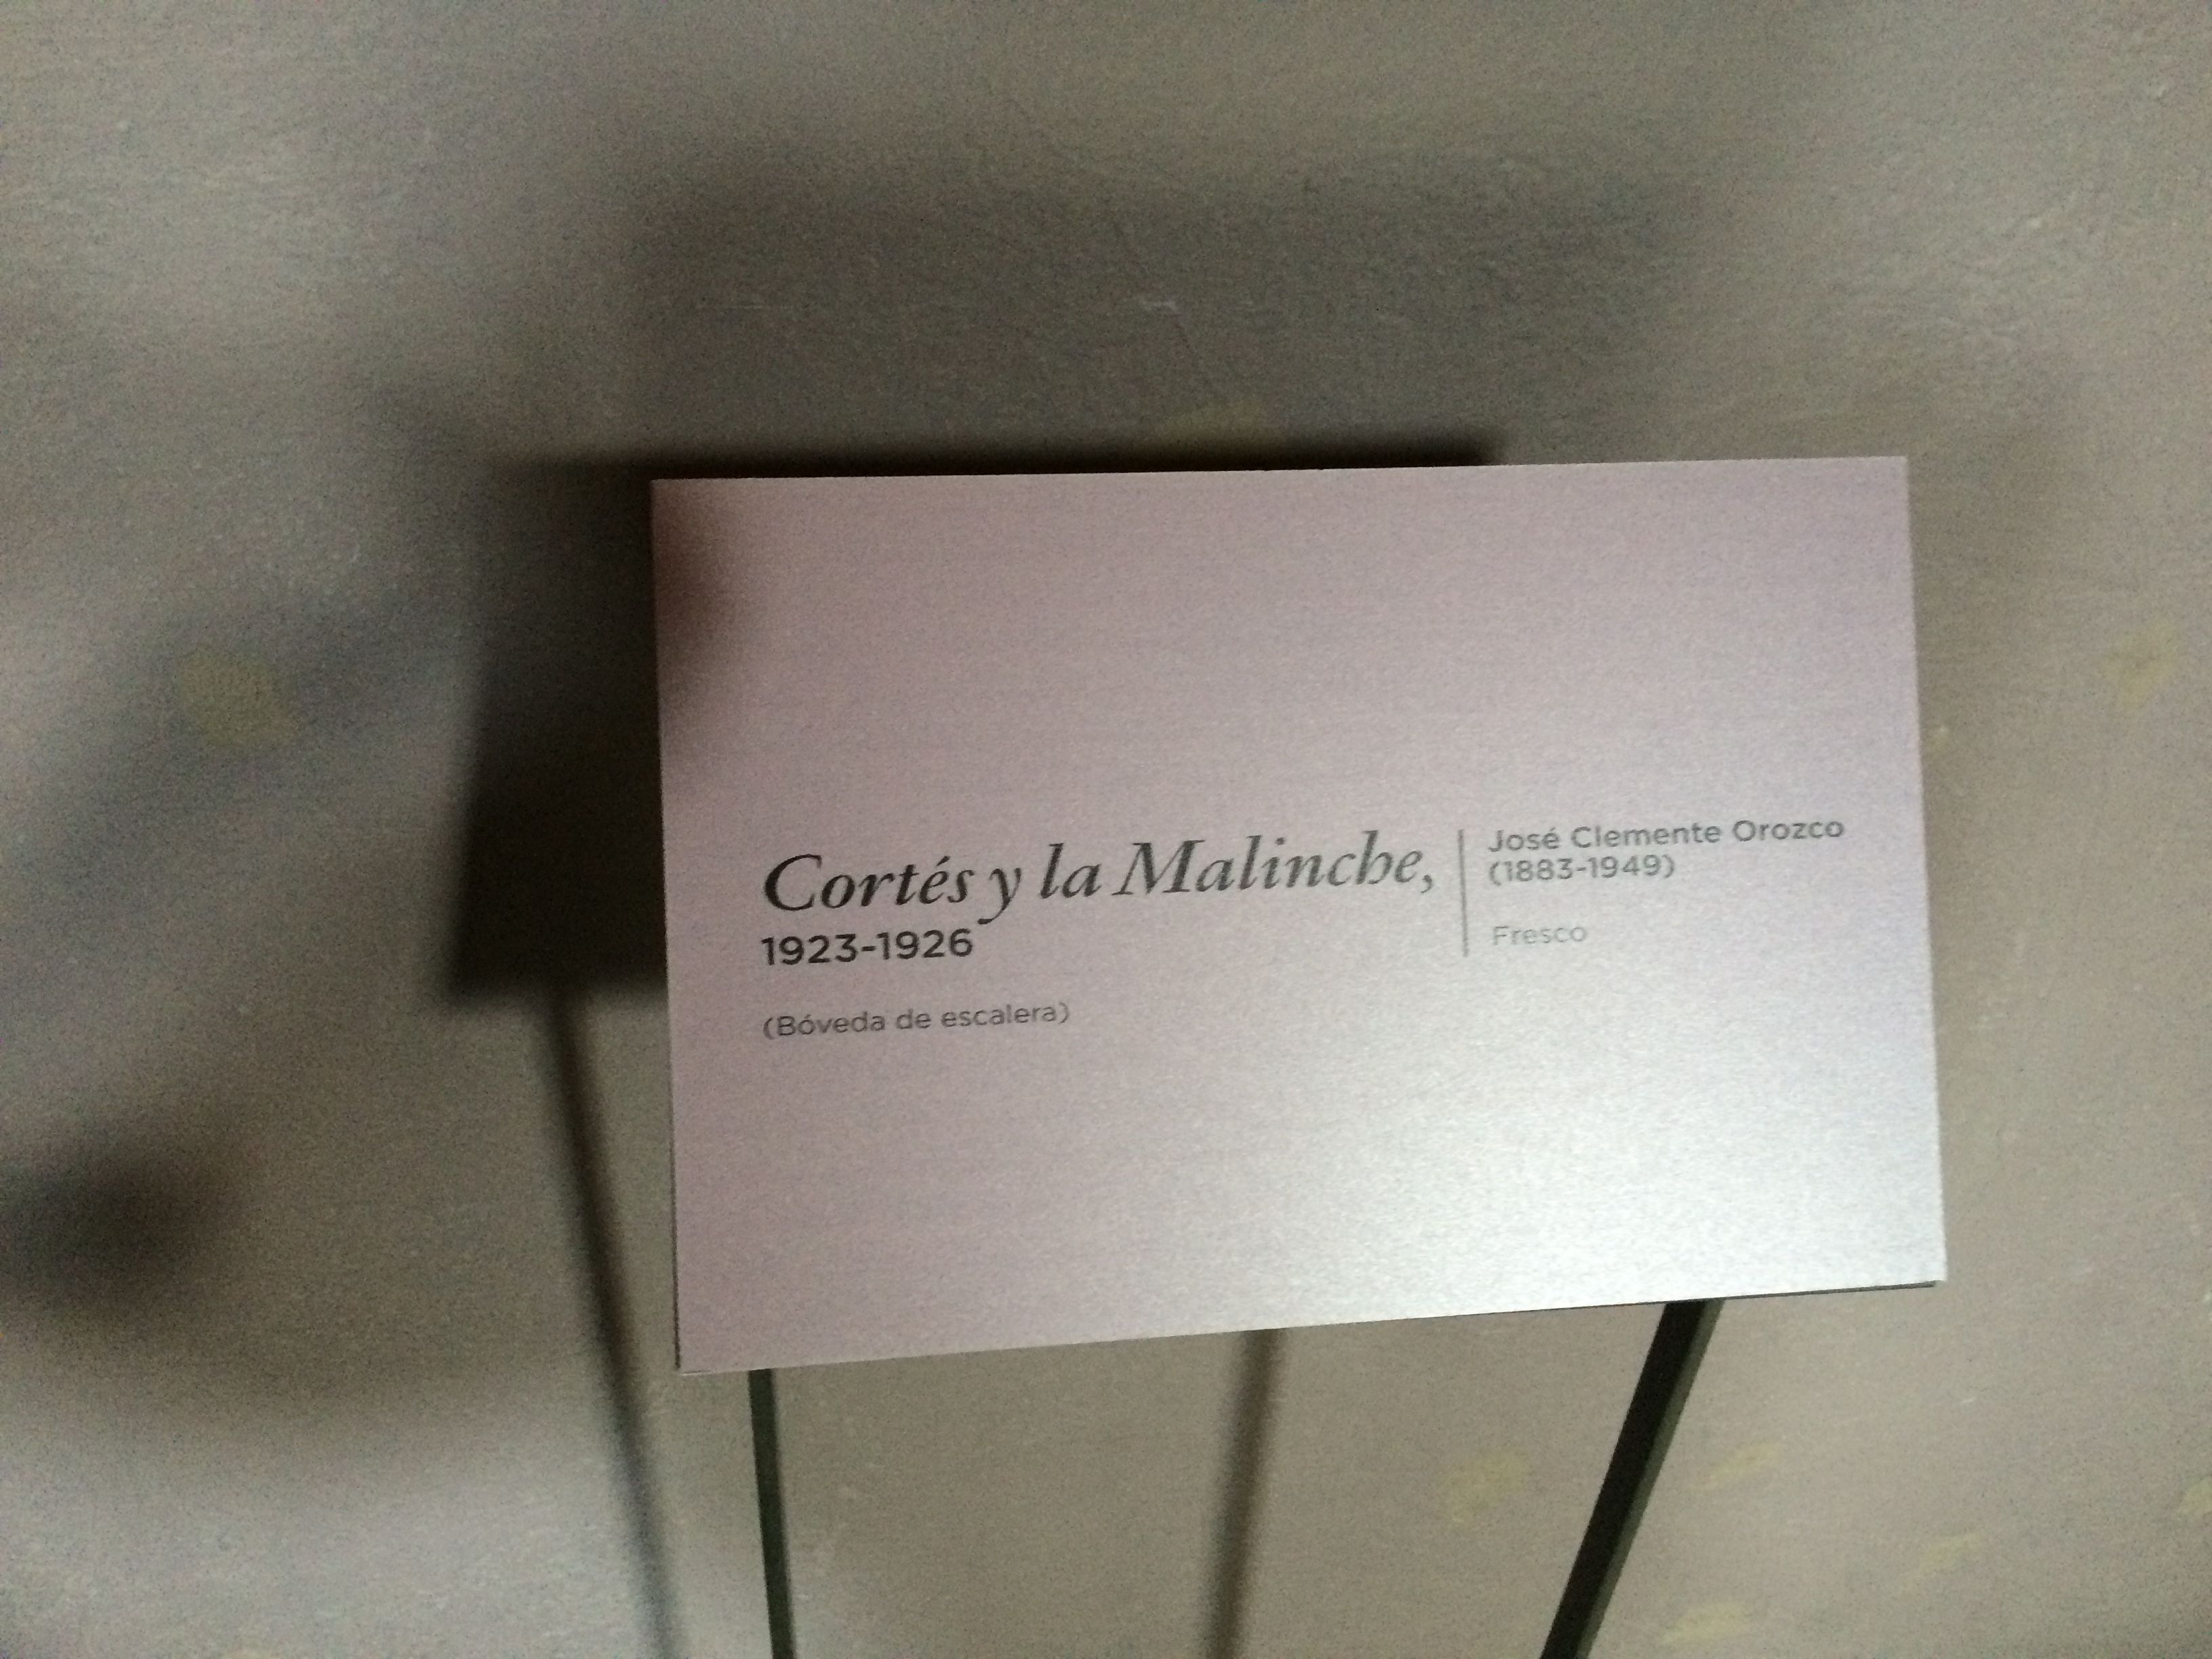 Cortés y la Malinche,
1923-1926
(Bóveda de escalera)
José Clemente Orozco
(1883-1949)
Fresco